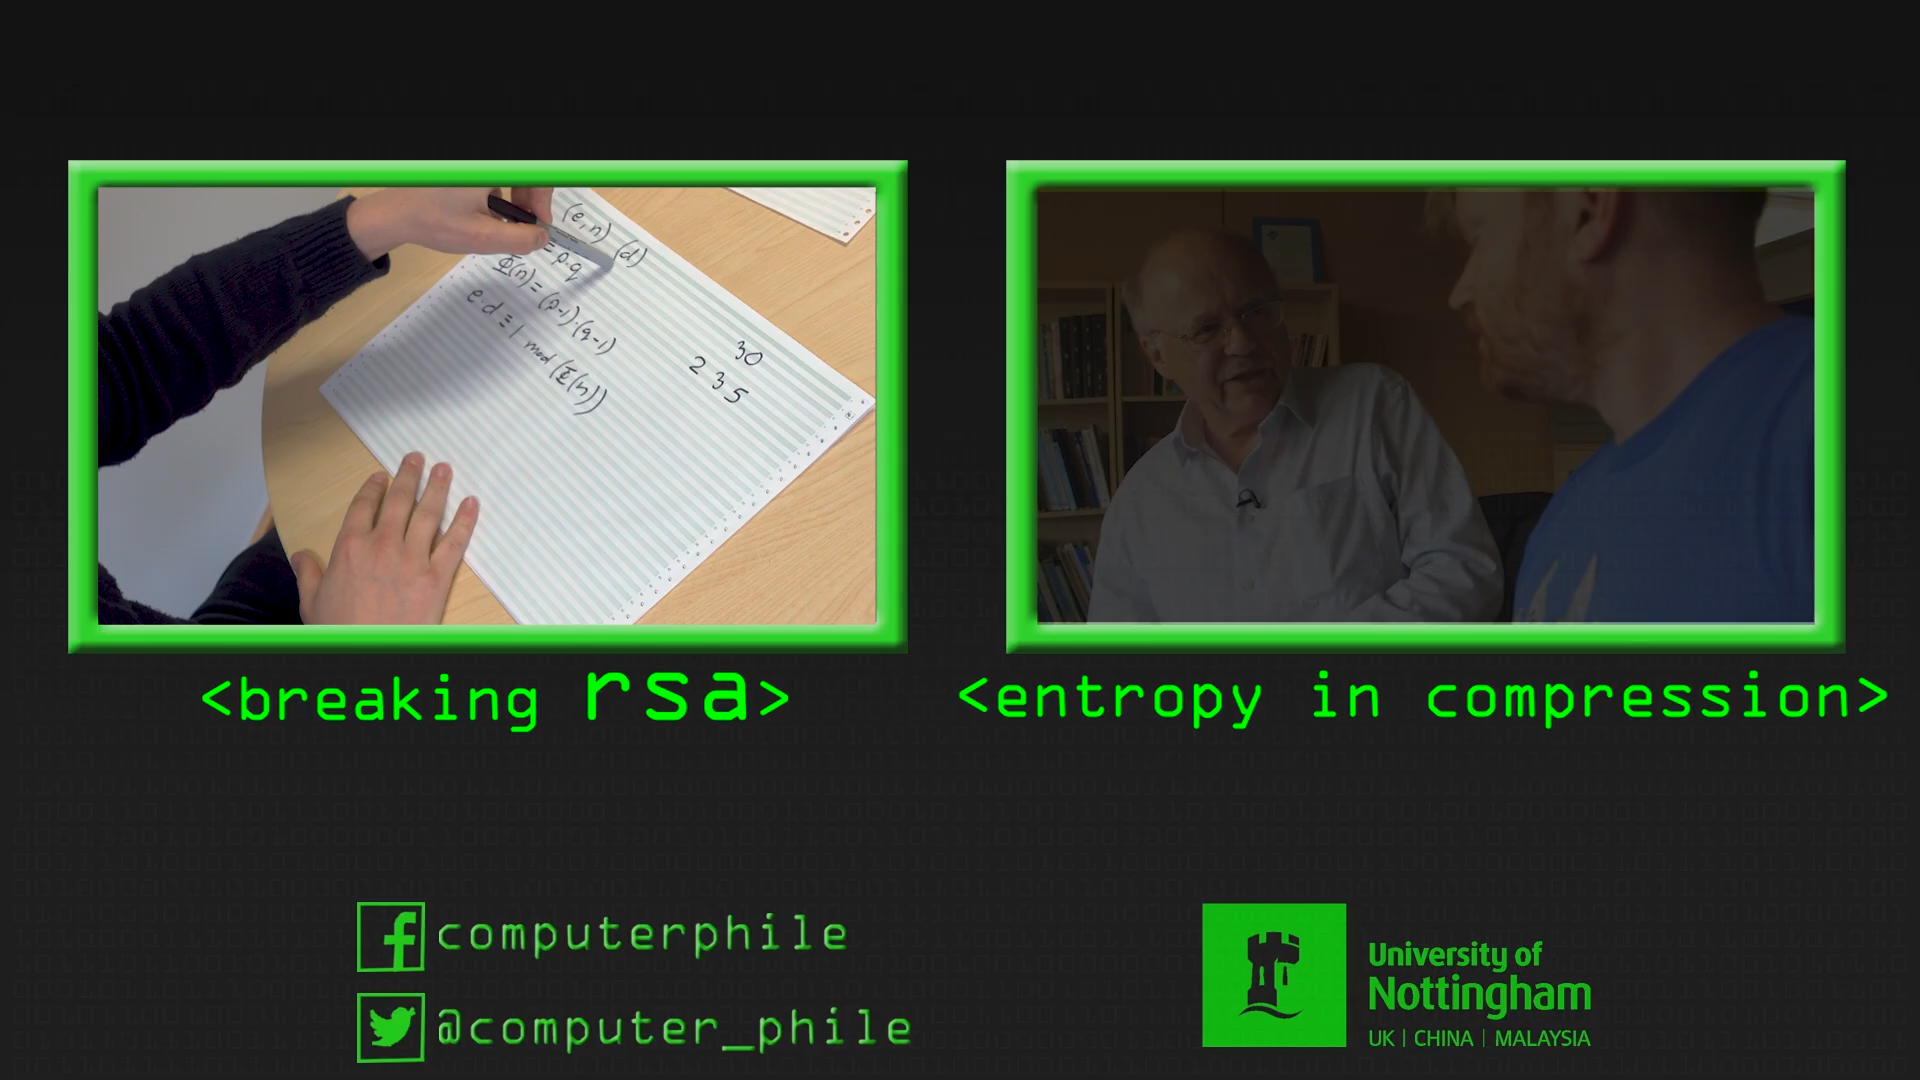 (e,n) (d)
= p·q
Φ(n) = (p-1)·(q-1)
e·d ≡ 1 mod (Φ(n))
30
2 3 5
<breaking rsa>
<entropy in compression>
computerphile
@computer_phile
University of
Nottingham
UK | CHINA | MALAYSIA